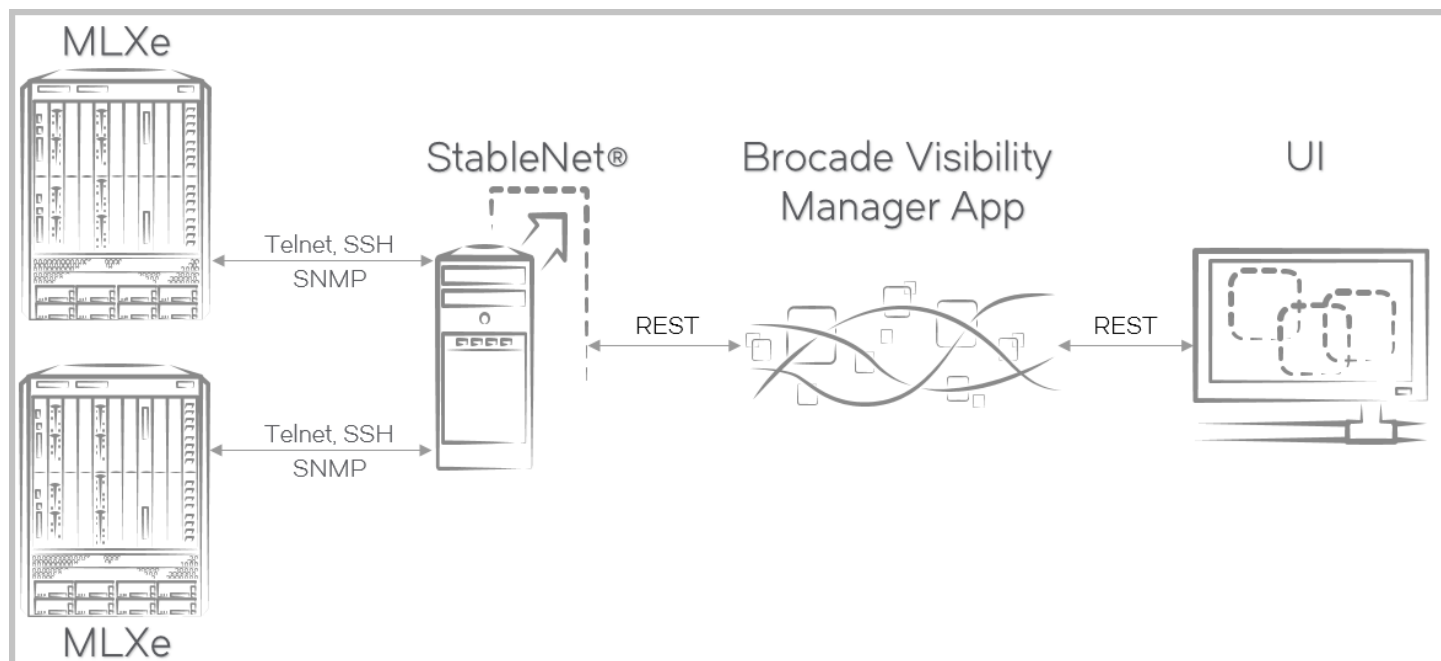 MLXe
StableNet®
Brocade Visibility
Manager App
UI
Telnet, SSH
SNMP
REST
REST
Telnet, SSH
SNMP
MLXe